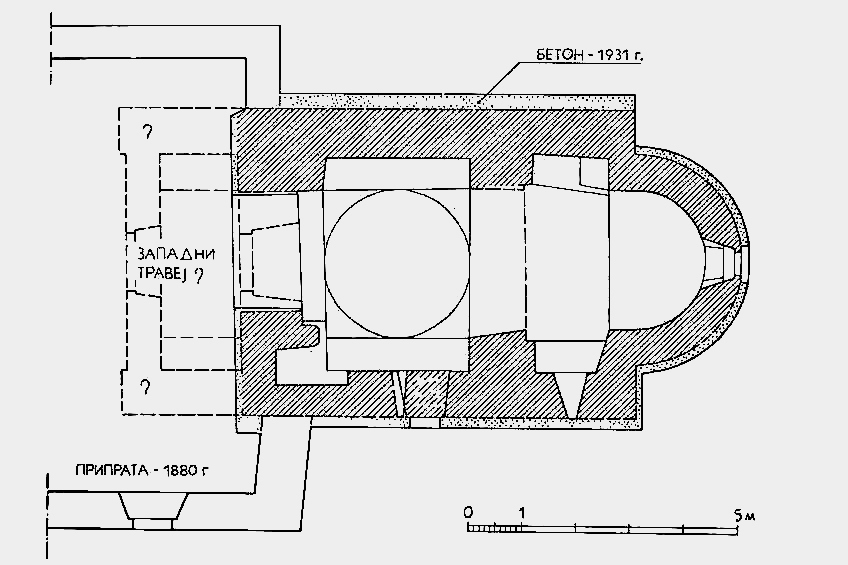 БЕТОН - 1931 г.
?
ЗАПАДНИ
ТРАВЕЈ ?
?
ПРИПРАТА - 1880 г
0 1 5 м